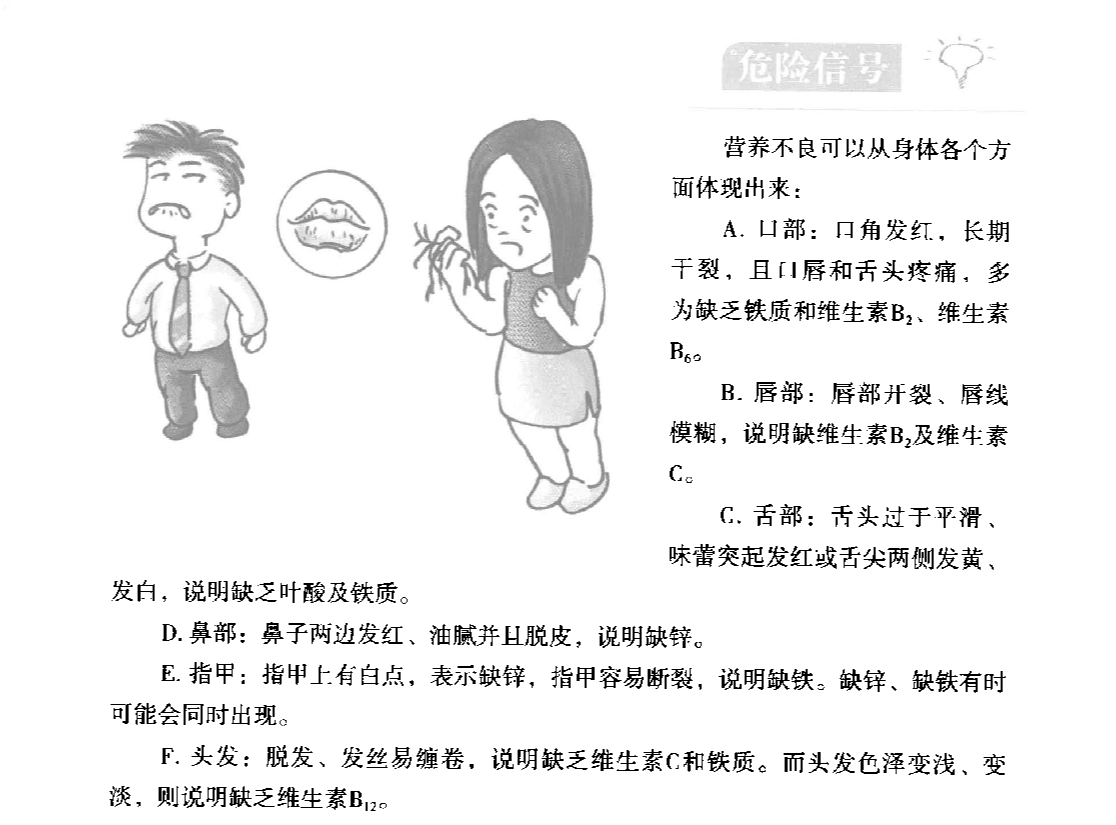 危险信号
营养不良可以从身体各个方
面体现出来：
A. 口部：口角发红，长期
干裂，且口唇和舌头疼痛，多
为缺乏铁质和维生素B₂、维生素
B₆。
B. 唇部：唇部开裂、唇线
模糊，说明缺维生素B₂及维生素
C。
C. 舌部：舌头过于平滑、
味蕾突起发红或舌尖两侧发黄、
发白，说明缺乏叶酸及铁质。
D. 鼻部：鼻子两边发红、油腻并且脱皮，说明缺锌。
E. 指甲：指甲上有白点，表示缺锌，指甲容易断裂，说明缺铁。缺锌、缺铁有时
可能会同时出现。
F. 头发：脱发、发丝易缠卷，说明缺乏维生素C和铁质。而头发色泽变浅、变
淡，则说明缺乏维生素B₁₂。